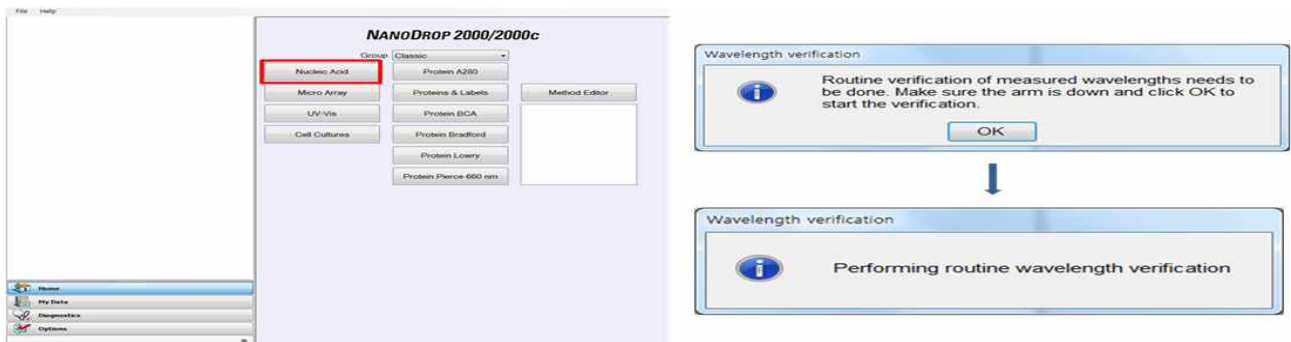 File Help
NANODROP 2000/2000c
Group Classic
Nucleic Acid Protein A280
Micro Array Proteins & Labels Method Editor
UV-Vis Protein BCA
Cell Cultures Protein Bradford
Protein Lowry
Protein Pierce 660 nm
Home
My Data
Diagnostics
Options
Wavelength verification
Routine verification of measured wavelengths needs to
be done. Make sure the arm is down and click OK to
start the verification.
OK
Wavelength verification
Performing routine wavelength verification